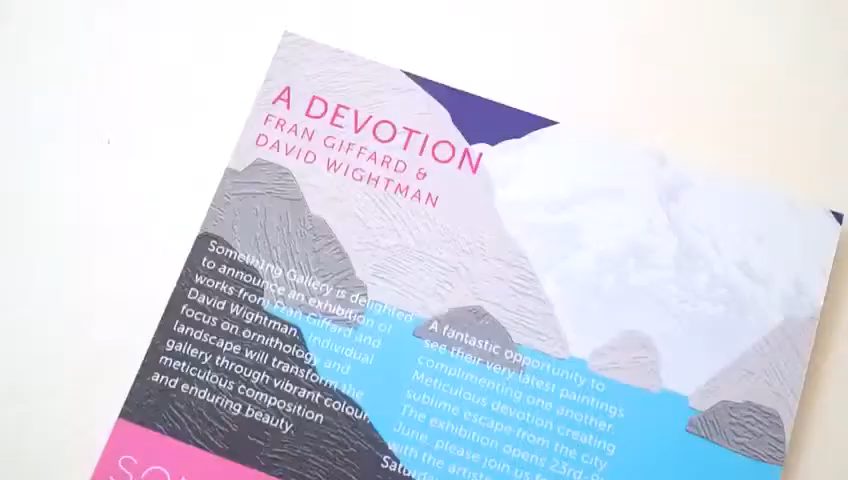 A DEVOTION
FRAN GIFFARD &
DAVID WIGHTMAN
Something Gallery is delighted
to announce an exhibition of
works from Fran Giffard and
David Wightman. Individual
focus on ornithology and
landscape will transform the
gallery through vibrant colour,
meticulous composition
and enduring beauty.
A fantastic opportunity to
see their very latest paintings
complimenting one another.
Meticulous devotion creating
sublime escape from the city.
The exhibition opens 23rd
June, please join us
with the artists